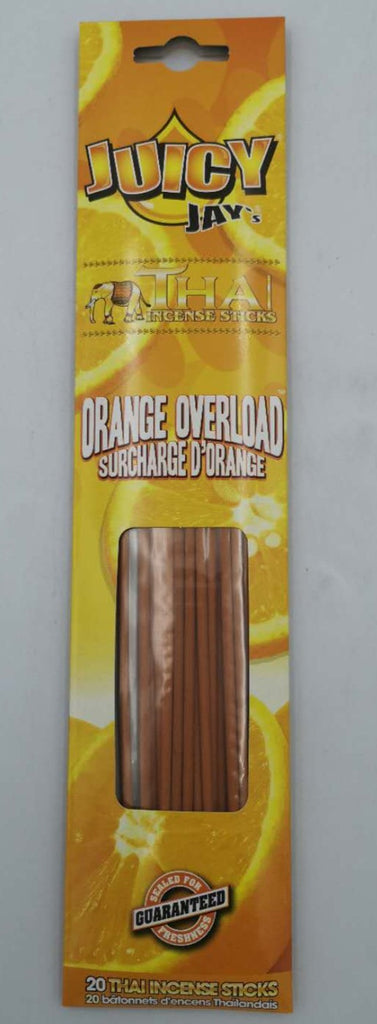 JUICY
JAY's
THAI
INCENSE STICKS
ORANGE OVERLOAD™
SURCHARGE D'ORANGE
SEALED FOR
GUARANTEED
FRESHNESS
20 THAI INCENSE STICKS
20 bâtonnets d'encens Thaïlandais